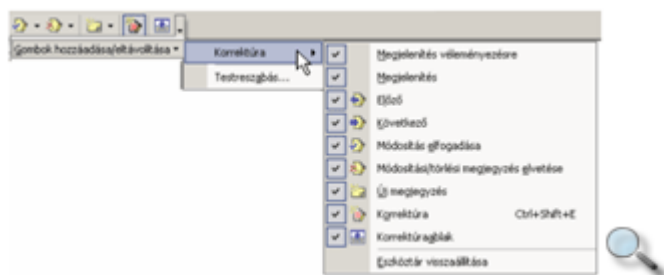 Gombok hozzáadása/eltávolítása
Korrektúra
Testreszabás...
Megjelenítés véleményezésre
Megjelenítés
Előző
Következő
Módosítás elfogadása
Módosítás/törlési megjegyzés elvetése
Új megjegyzés
Korrektúra Ctrl+Shift+E
Korrektúraablak
Eszköztár visszaállítása